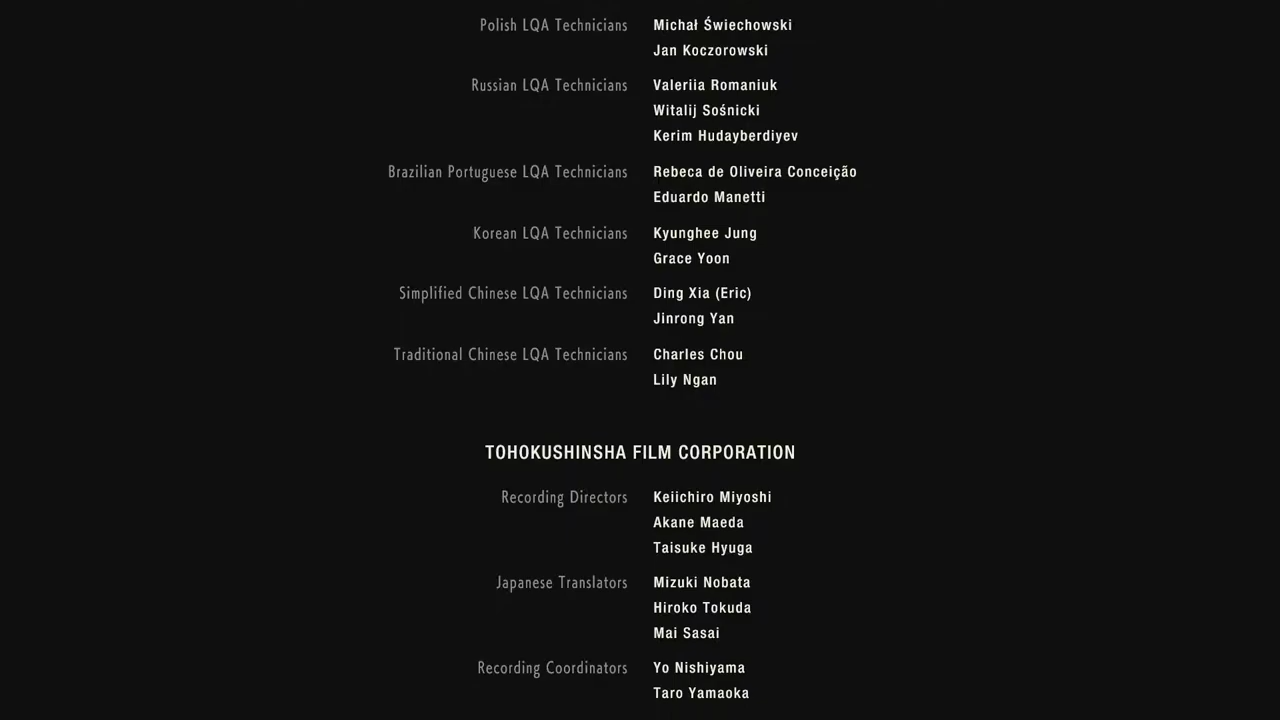 Polish LQA Technicians Michał Świechowski
Jan Koczorowski
Russian LQA Technicians Valeriia Romaniuk
Witalij Sośnicki
Kerim Hudayberdiyev
Brazilian Portuguese LQA Technicians Rebeca de Oliveira Conceição
Eduardo Manetti
Korean LQA Technicians Kyunghee Jung
Grace Yoon
Simplified Chinese LQA Technicians Ding Xia (Eric)
Jinrong Yan
Traditional Chinese LQA Technicians Charles Chou
Lily Ngan
TOHOKUSHINSHA FILM CORPORATION
Recording Directors Keiichiro Miyoshi
Akane Maeda
Taisuke Hyuga
Japanese Translators Mizuki Nobata
Hiroko Tokuda
Mai Sasai
Recording Coordinators Yo Nishiyama
Taro Yamaoka